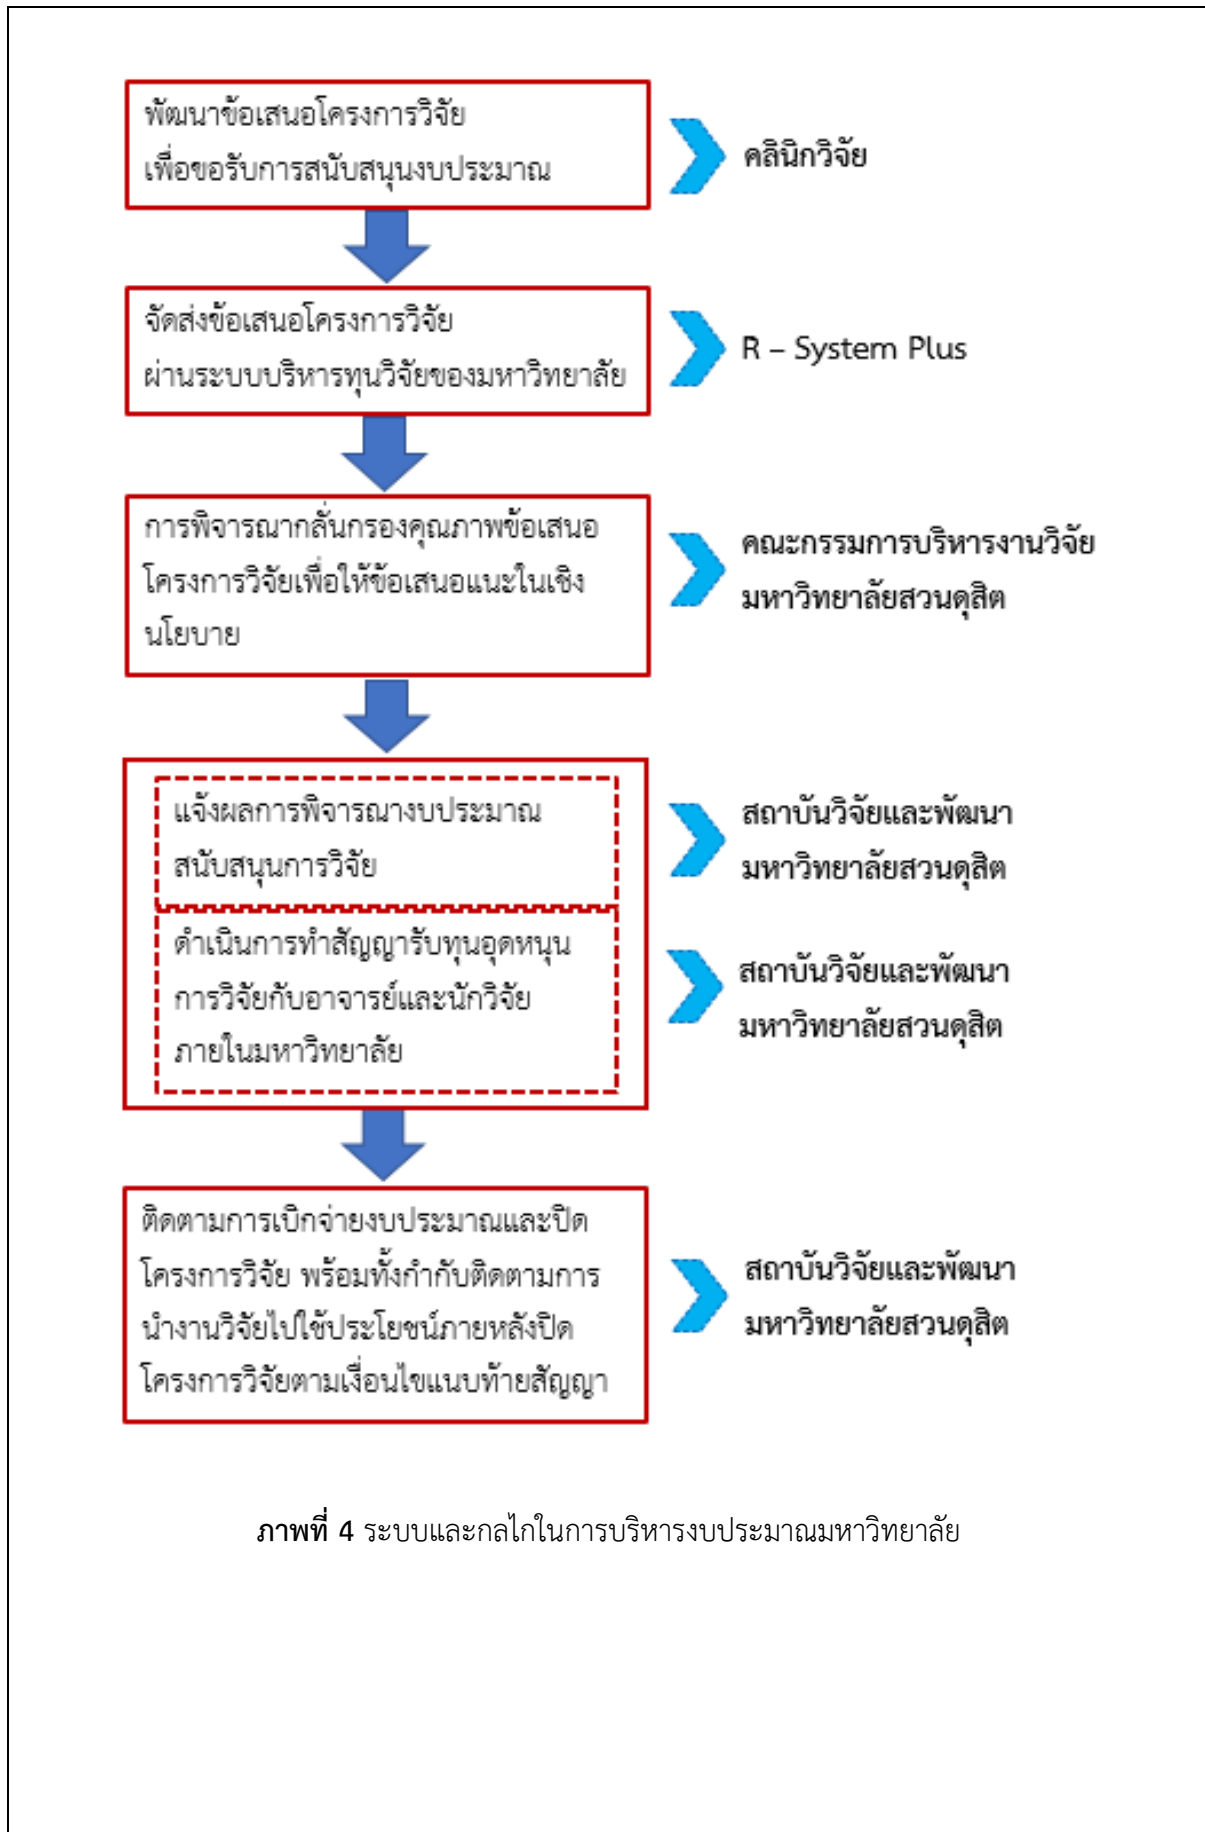 พัฒนาข้อเสนอโครงการวิจัย
เพื่อขอรับการสนับสนุนงบประมาณ
คลินิกวิจัย
จัดส่งข้อเสนอโครงการวิจัย
ผ่านระบบบริหารทุนวิจัยของมหาวิทยาลัย
R – System Plus
การพิจารณากลั่นกรองคุณภาพข้อเสนอ
โครงการวิจัยเพื่อให้ข้อเสนอแนะในเชิง
นโยบาย
คณะกรรมการบริหารงานวิจัย
มหาวิทยาลัยสวนดุสิต
แจ้งผลการพิจารณางบประมาณ
สนับสนุนการวิจัย
สถาบันวิจัยและพัฒนา
มหาวิทยาลัยสวนดุสิต
ดำเนินการทำสัญญารับทุนอุดหนุน
การวิจัยกับอาจารย์และนักวิจัย
ภายในมหาวิทยาลัย
สถาบันวิจัยและพัฒนา
มหาวิทยาลัยสวนดุสิต
ติดตามการเบิกจ่ายงบประมาณและปิด
โครงการวิจัย พร้อมทั้งกำกับติดตามการ
นำงานวิจัยไปใช้ประโยชน์ภายหลังปิด
โครงการวิจัยตามเงื่อนไขแนบท้ายสัญญา
สถาบันวิจัยและพัฒนา
มหาวิทยาลัยสวนดุสิต
ภาพที่ 4 ระบบและกลไกในการบริหารงบประมาณมหาวิทยาลัย